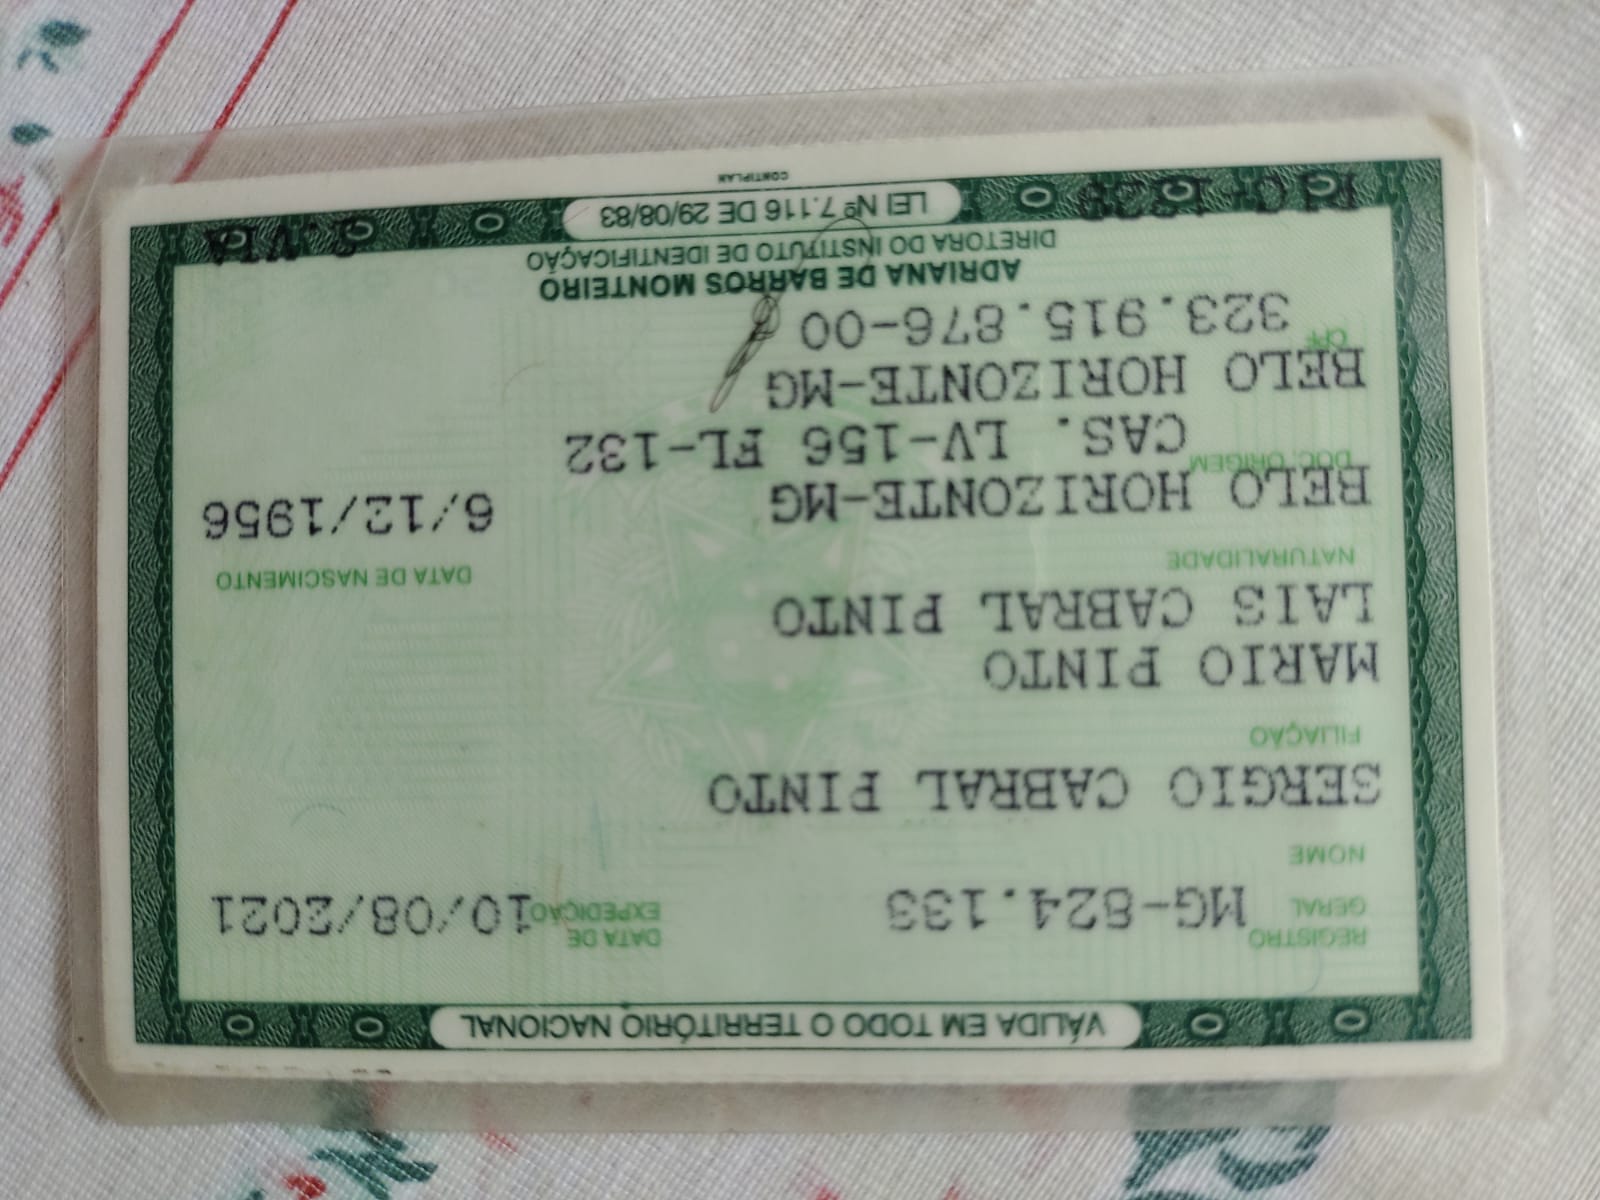 VÁLIDA EM TODO O TERRITÓRIO NACIONAL
REGISTRO GERAL MG-824.133 DATA DE EXPEDIÇÃO 10/08/2021
NOME
SERGIO CABRAL PINTO
FILIAÇÃO
MARIO PINTO
LAIS CABRAL PINTO
NATURALIDADE DATA DE NASCIMENTO
BELO HORIZONTE-MG 6/12/1956
DOC. ORIGEM
CAS. LV-156 FL-132
BELO HORIZONTE-MG
CPF
323.915.876-00
ADRIANA DE BARROS MONTEIRO
DIRETORA DO INSTITUTO DE IDENTIFICAÇÃO
2.VIA
LEI Nº 7.116 DE 29/08/83
CONTIPLAN